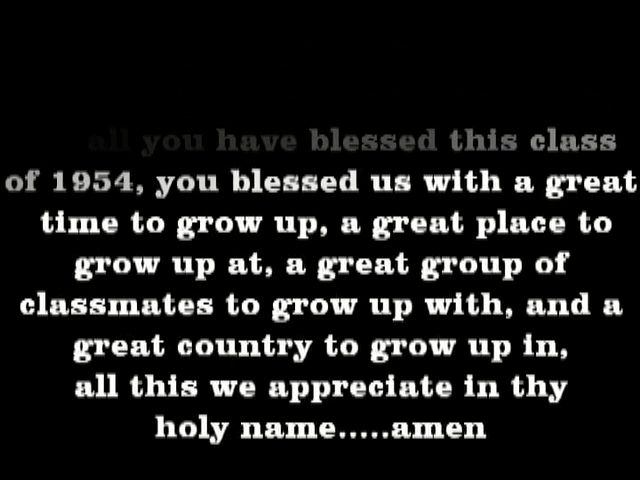 all you have blessed this class
of 1954, you blessed us with a great
time to grow up, a great place to
grow up at, a great group of
classmates to grow up with, and a
great country to grow up in,
all this we appreciate in thy
holy name.....amen